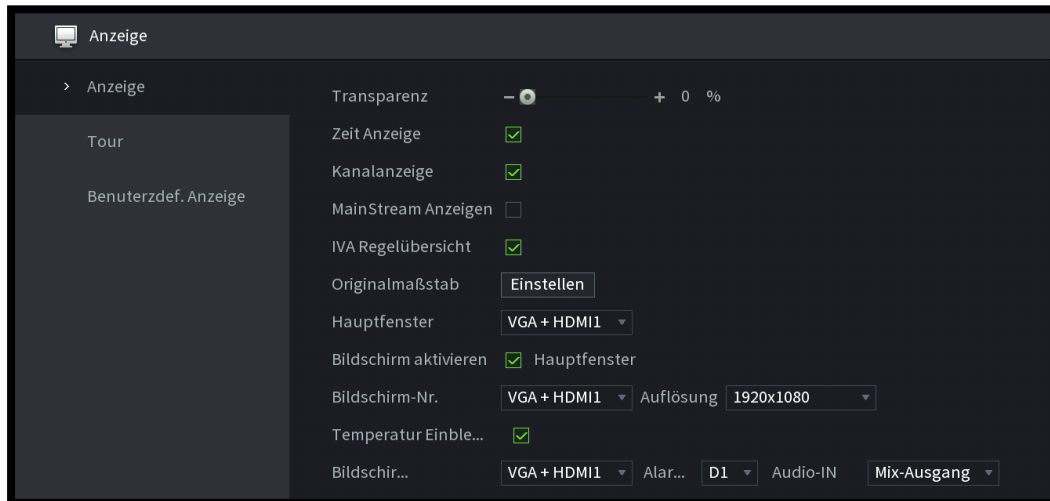 Anzeige
Anzeige
Tour
Benuterzdef. Anzeige
Transparenz − + 0 %
Zeit Anzeige
Kanalanzeige
MainStream Anzeigen
IVA Regelübersicht
Originalmaßstab Einstellen
Hauptfenster VGA + HDMI1
Bildschirm aktivieren Hauptfenster
Bildschirm-Nr. VGA + HDMI1 Auflösung 1920x1080
Temperatur Einble...
Bildschir... VGA + HDMI1 Alar... D1 Audio-IN Mix-Ausgang